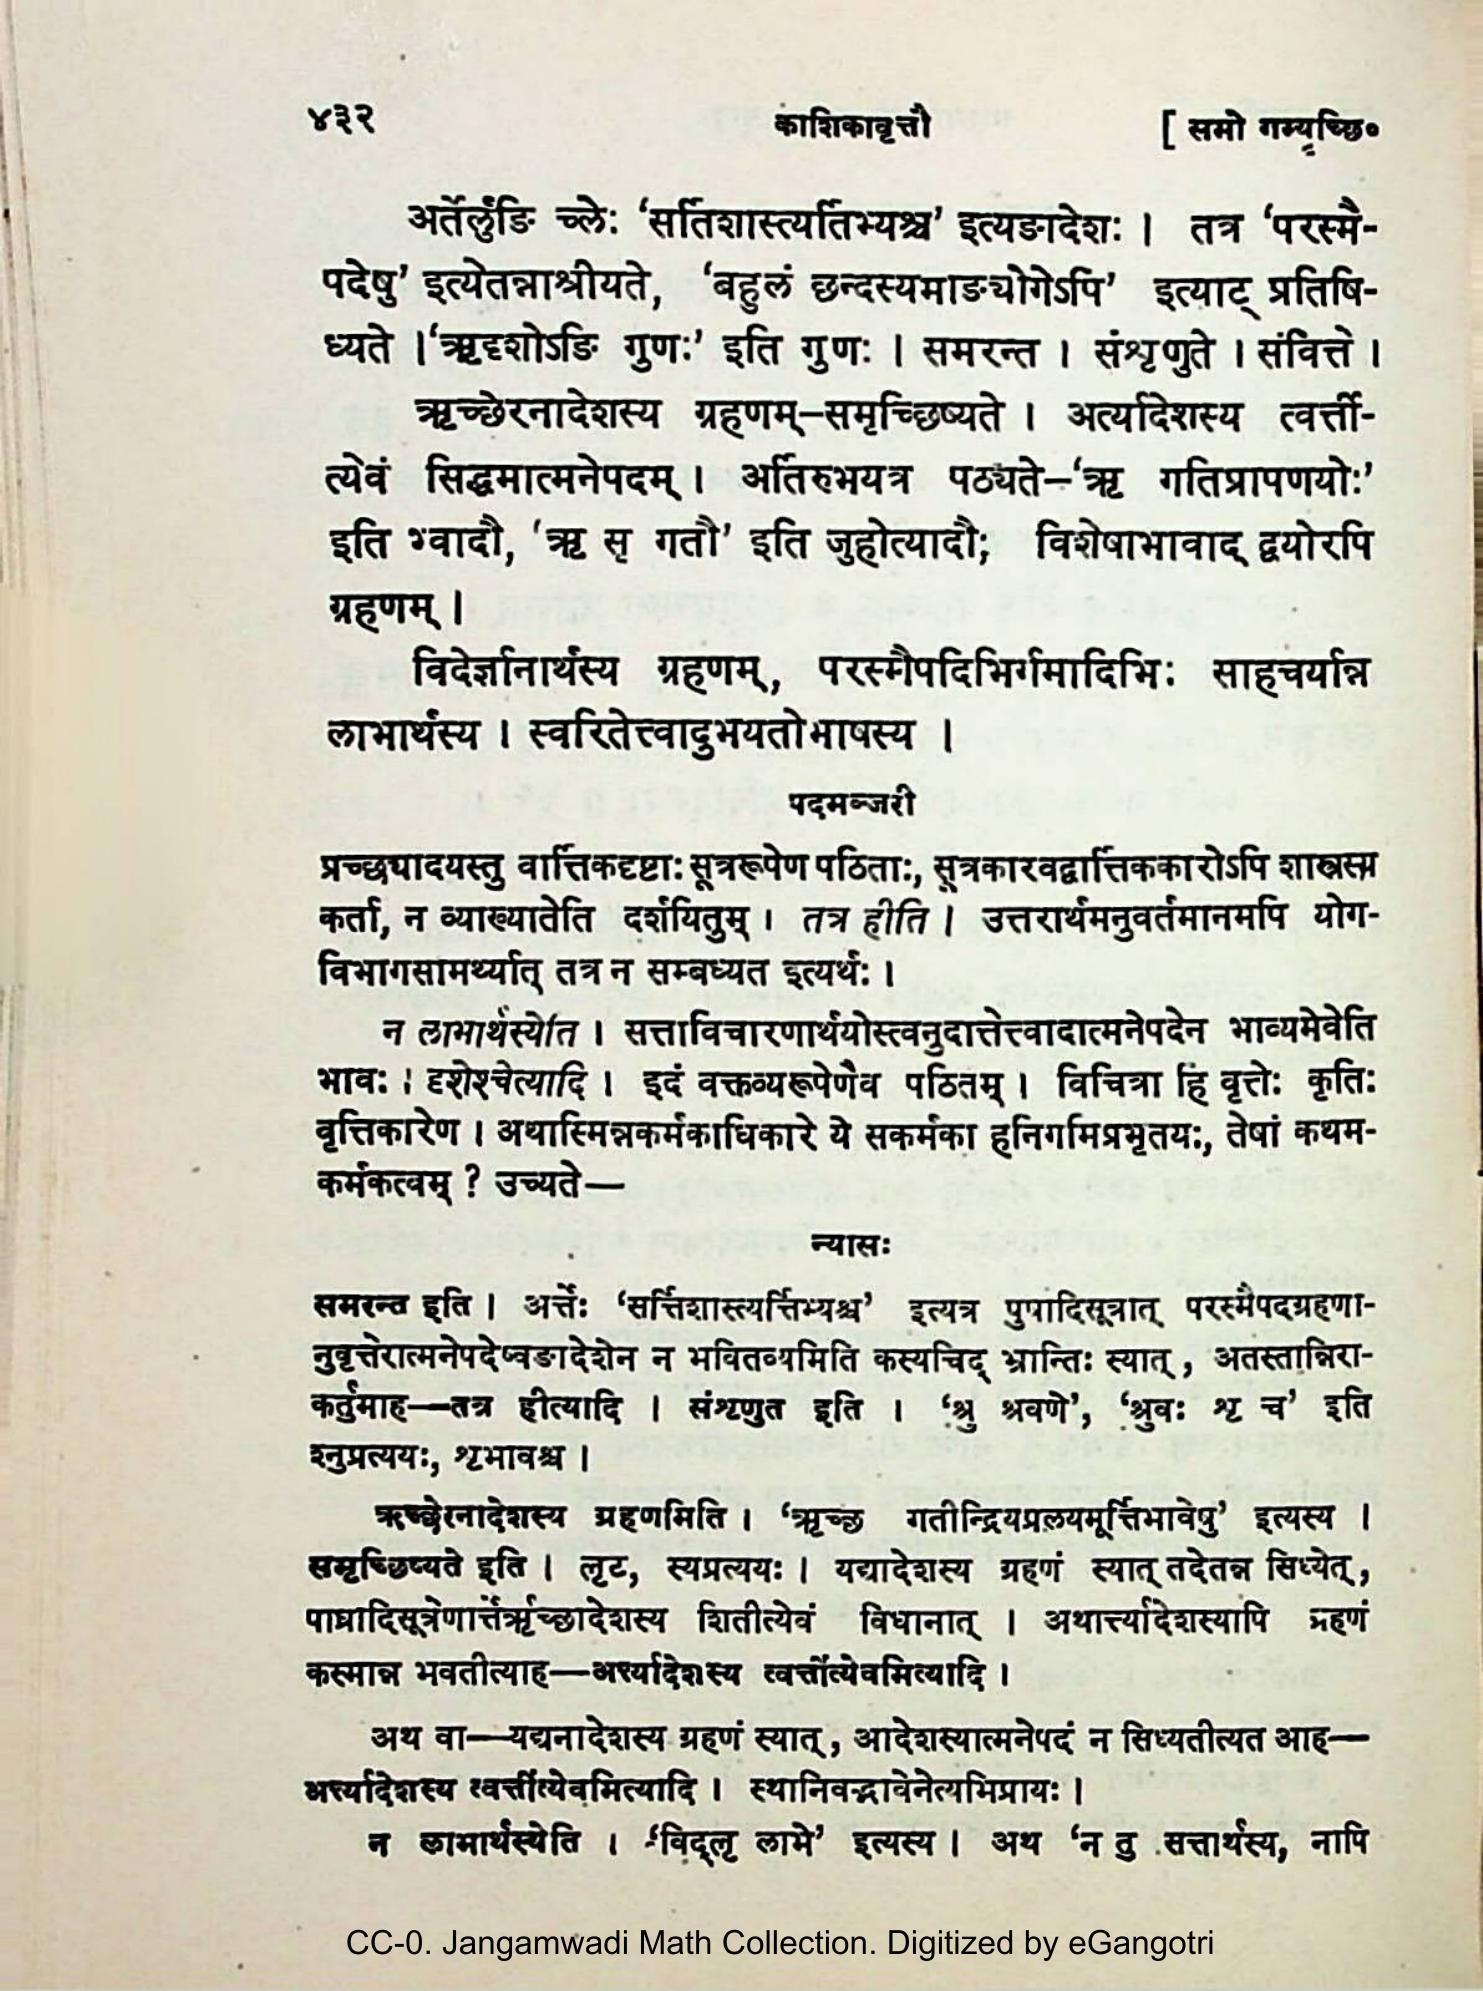 ४३२ काशिकावृत्तौ [ समो गम्यृच्छि०
अर्तेर्लुङि च्लेः ‘सर्तिशास्त्यर्तिभ्यश्च’ इत्यङादेशः । तत्र ‘परस्मै-
पदेषु’ इत्येतन्नाश्रीयते, ‘बहुलं छन्दस्यमाङ्योगेऽपि’ इत्याट् प्रतिषि-
ध्यते ।‘ऋदृशोऽङि गुणः’ इति गुणः । समरन्त । संशृणुते । संवित्ते ।
ऋच्छेरनादेशस्य ग्रहणम्–समृच्छिष्यते । अर्त्यादेशस्य त्वर्त्ती-
त्येवं सिद्धमात्मनेपदम् । अर्तिरुभयत्र पठ्यते–‘ऋ गतिप्रापणयोः’
इति भ्वादौ, ‘ऋ सृ गतौ’ इति जुहोत्यादौ; विशेषाभावाद् द्वयोरपि
ग्रहणम् ।
विदेर्ज्ञानार्थस्य ग्रहणम्, परस्मैपदिभिर्गमादिभिः साहचर्यान्न
लाभार्थस्य । स्वरितेत्त्वादुभयतोभाषस्य ।
पदमञ्जरी
प्रच्छ्यादयस्तु वार्त्तिकदृष्टाः सूत्ररूपेण पठिताः, सूत्रकारवद्वार्त्तिककारोऽपि शास्त्रस्य
कर्ता, न व्याख्यातेति दर्शयितुम् । तत्र हीति । उत्तरार्थमनुवर्तमानमपि योग-
विभागसामर्थ्यात् तत्र न सम्बध्यत इत्यर्थः ।
न लाभार्थस्येति । सत्ताविचारणार्थयोस्त्वनुदात्तेत्त्वादात्मनेपदेन भाव्यमेवेति
भावः । दृशेश्चेत्यादि । इदं वक्तव्यरूपेणैव पठितम् । विचित्रा हि वृत्तेः कृतिः
वृत्तिकारेण । अथास्मिन्नकर्मकाधिकारे ये सकर्मका हनिगमिप्रभृतयः, तेषां कथम-
कर्मकत्वम् ? उच्यते—
न्यासः
समरन्त इति । अर्त्तेः ‘सर्त्तिशास्त्यर्त्तिभ्यश्च’ इत्यत्र पुषादिसूत्रात् परस्मैपदग्रहणा-
नुवृत्तेरात्मनेपदेष्वङादेशेन न भवितव्यमिति कस्यचिद् भ्रान्तिः स्यात्, अतस्तान्निरा-
कर्तुमाह—तत्र हीत्यादि । संशृणुत इति । ‘श्रु श्रवणे’, ‘श्रुवः शृ च’ इति
श्नुप्रत्ययः, शृभावश्च ।
ऋच्छेरनादेशस्य ग्रहणमिति । ‘ऋच्छ गतीन्द्रियप्रलयमूर्त्तिभावेषु’ इत्यस्य ।
समृच्छिष्यते इति । लृट, स्यप्रत्ययः । यद्यादेशस्य ग्रहणं स्यात् तदेतन्न सिध्येत्,
पाघ्रादिसूत्रेणार्त्तेर्ऋच्छादेशस्य शितीत्येवं विधानात् । अथार्त्त्यादेशस्यापि ग्रहणं
कस्मान्न भवतीत्याह—अर्त्त्यादेशस्य त्वर्त्तीत्येवमित्यादि ।
अथ वा—यद्यनादेशस्य ग्रहणं स्यात्, आदेशस्यात्मनेपदं न सिध्यतीत्यत आह—
अर्त्त्यादेशस्य त्वर्त्तीत्येवमित्यादि । स्थानिवद्भावेनेत्यभिप्रायः ।
न लाभार्थस्येति । ‘विद्लृ लाभे’ इत्यस्य । अथ ‘न तु सत्तार्थस्य, नापि
CC-0. Jangamwadi Math Collection. Digitized by eGangotri